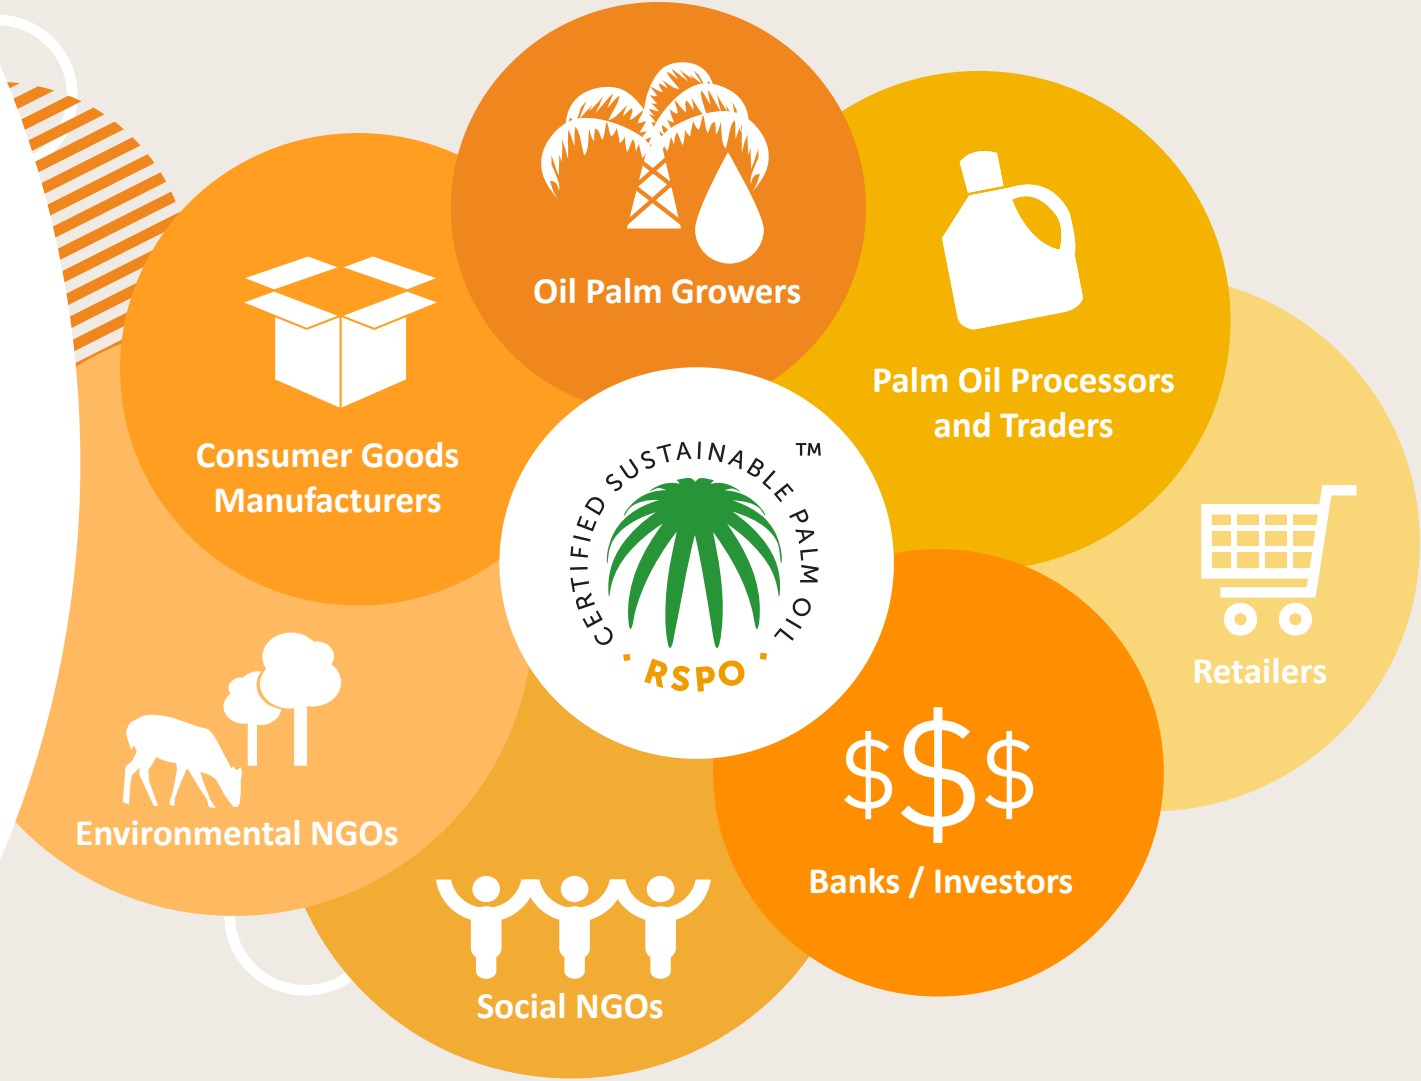 Oil Palm Growers
Palm Oil Processors
and Traders
Consumer Goods
Manufacturers
CERTIFIED SUSTAINABLE PALM OIL
TM
· RSPO ·
Retailers
Environmental NGOs
$$$
Banks / Investors
Social NGOs